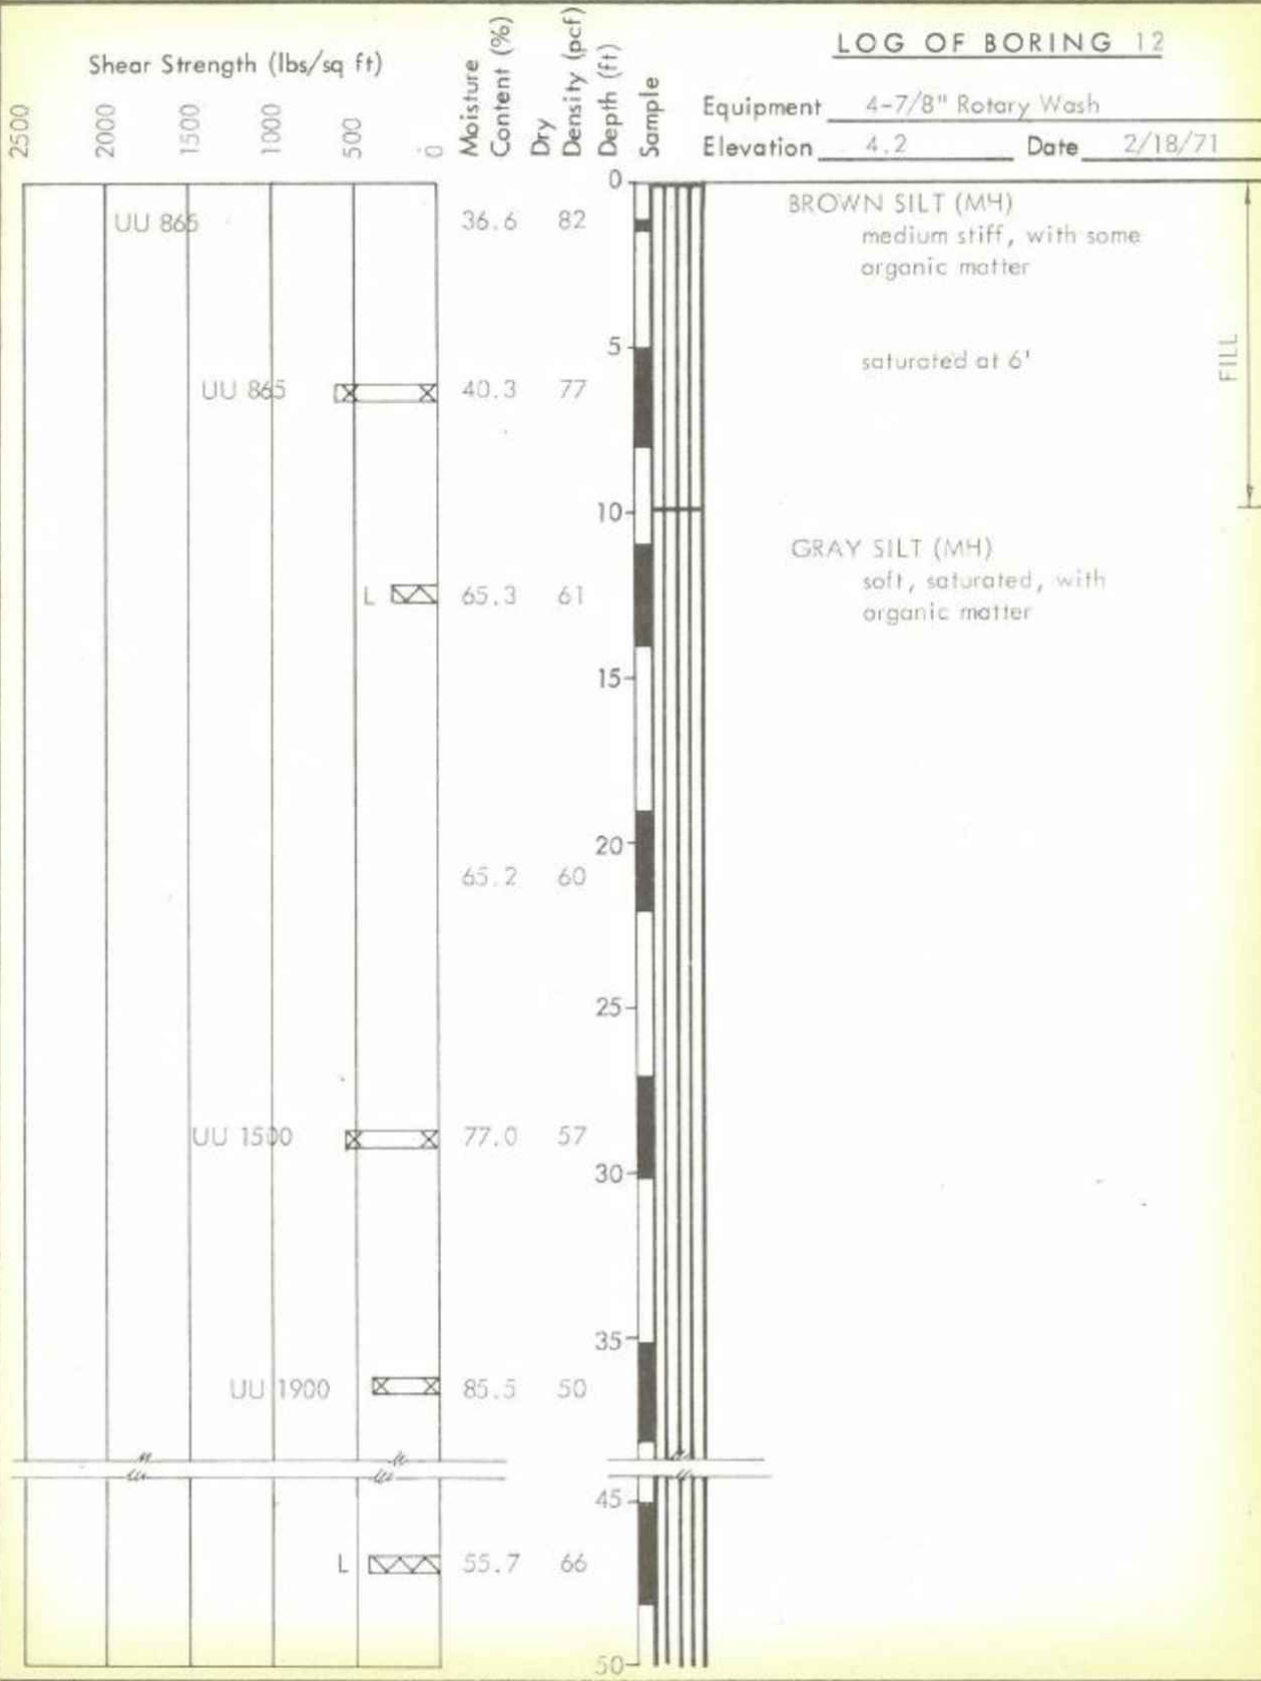 LOG OF BORING 12
Shear Strength (lbs/sq ft)
2500 2000 1500 1000 500 0
Moisture Content (%)
Dry Density (pcf)
Depth (ft)
Sample
Equipment 4-7/8" Rotary Wash
Elevation 4.2 Date 2/18/71
0
UU 865 36.6 82
BROWN SILT (MH)
medium stiff, with some
organic matter
5
saturated at 6'
FILL
UU 865 40.3 77
10
GRAY SILT (MH)
soft, saturated, with
organic matter
L 65.3 61
15
20
65.2 60
25
UU 1500 77.0 57
30
35
UU 1900 85.5 50
45
L 55.7 66
50